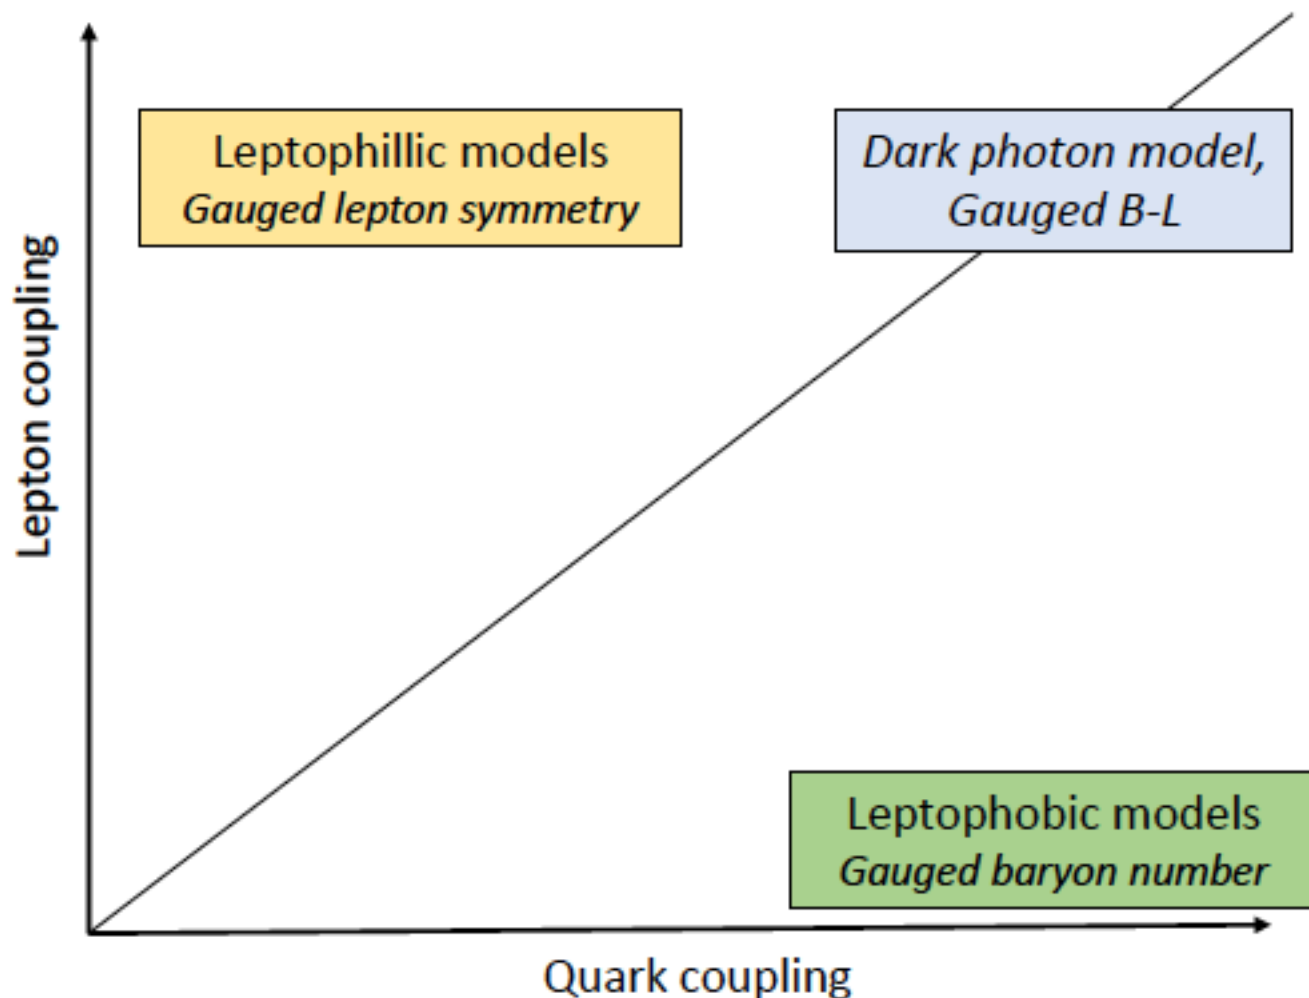 Leptophillic models
Gauged lepton symmetry
Dark photon model,
Gauged B-L
Lepton coupling
Leptophobic models
Gauged baryon number
Quark coupling